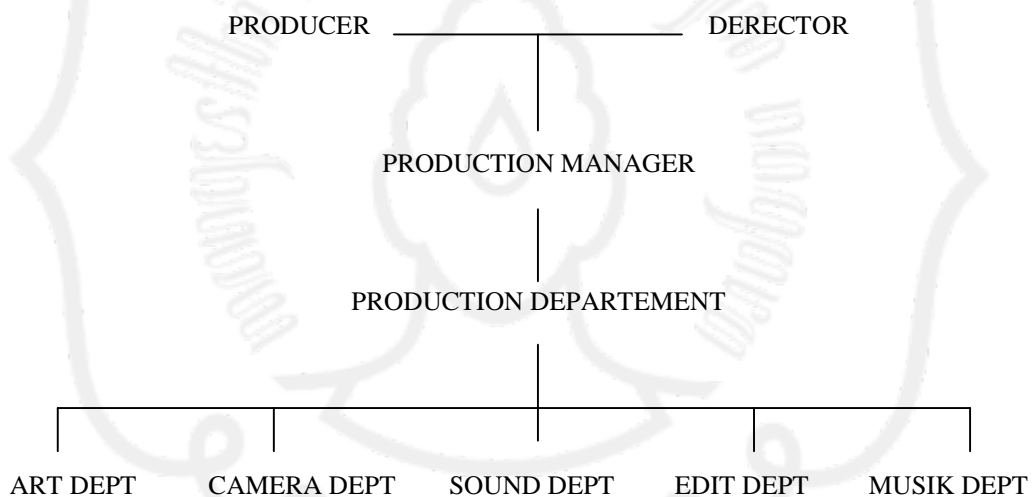 PRODUCER DERECTOR
PRODUCTION MANAGER
PRODUCTION DEPARTEMENT
ART DEPT CAMERA DEPT SOUND DEPT EDIT DEPT MUSIK DEPT